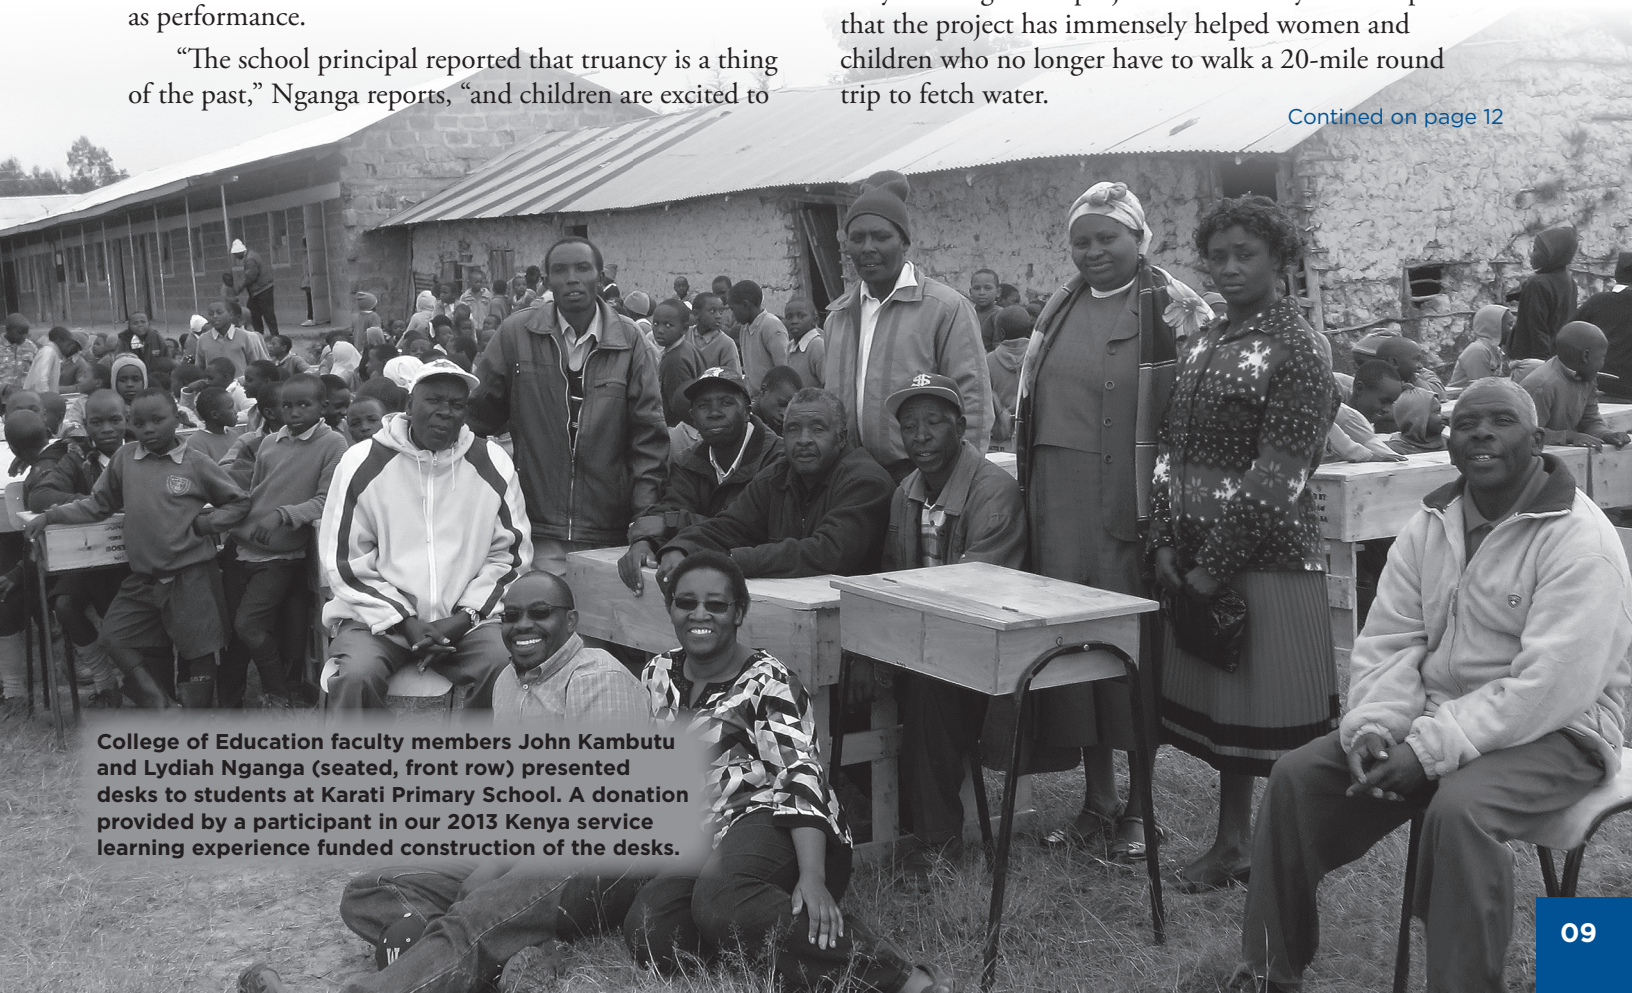 as performance.
“The school principal reported that truancy is a thing
of the past,” Nganga reports, “and children are excited to
that the project has immensely helped women and
children who no longer have to walk a 20-mile round
trip to fetch water.
Contined on page 12
$
W
College of Education faculty members John Kambutu
and Lydiah Nganga (seated, front row) presented
desks to students at Karati Primary School. A donation
provided by a participant in our 2013 Kenya service
learning experience funded construction of the desks.
09